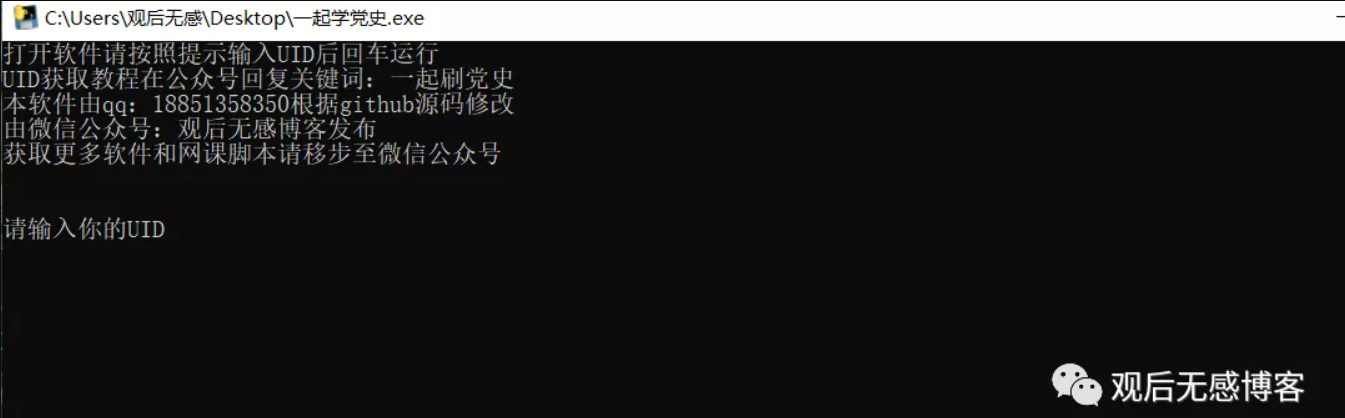 C:\Users\观后无感\Desktop\一起学党史.exe
打开软件请按照提示输入UID后回车运行
UID获取教程在公众号回复关键词：一起刷党史
本软件由qq：18851358350根据github源码修改
由微信公众号：观后无感博客发布
获取更多软件和网课脚本请移步至微信公众号
请输入你的UID
观后无感博客